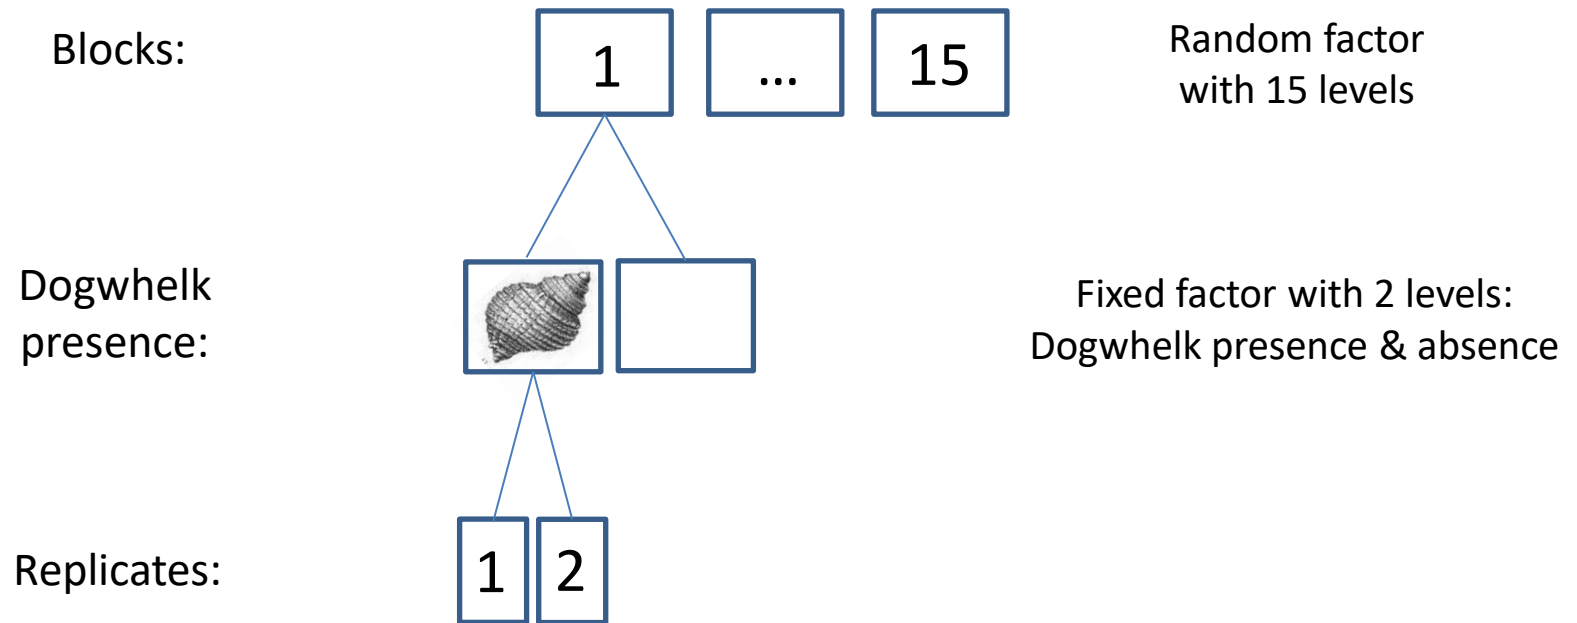 Blocks:
1
...
15
Random factor
with 15 levels
Dogwhelk
presence:
Fixed factor with 2 levels:
Dogwhelk presence & absence
Replicates:
1
2